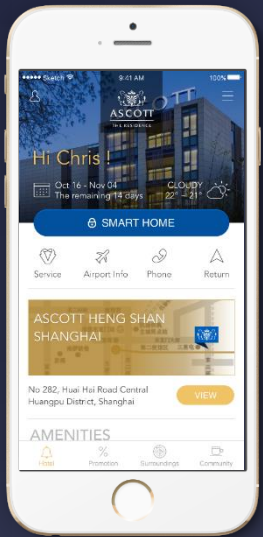 Sketch
9:41 AM
100%
ASCOTT
THE RESIDENCE
Hi Chris !
Oct 16 - Nov 04
The remaining 14 days
CLOUDY
22° ~ 21°
SMART HOME
Service
Airport Info
Phone
Return
ASCOTT HENG SHAN
SHANGHAI
No 282, Huai Hai Road Central
Huangpu District, Shanghai
VIEW
AMENITIES
Hotel
Promotion
Surroundings
Community